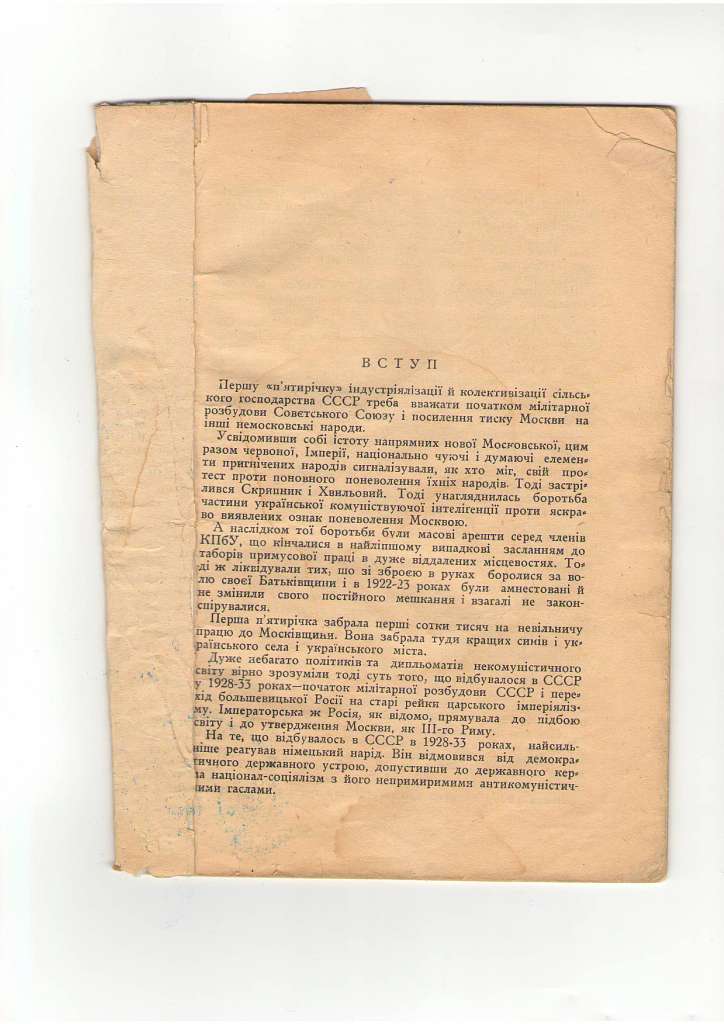 ВСТУП
Першу «п'ятирічку» індустріялізації й колективізації сільсь-
кого господарства СССР треба вважати початком мілітарної
розбудови Совєтського Союзу і посилення тиску Москви на
інші немосковські народи.
Усвідомивши собі істоту напрямних нової Московської, цим
разом червоної, Імперії, національно чуючі і думаючі елемен-
ти пригнічених народів сигналізували, як хто міг, свій про-
тест проти поновного поневолення їхніх народів. Тоді застрі-
лився Скрипник і Хвильовий. Тоді унагляднилась боротьба
частини української комуніствуючої інтелігенції проти яскра-
во виявлених ознак поневолення Москвою.
А наслідком тої боротьби були масові арешти серед членів
КПбУ, що кінчалися в найліпшому випадкові засланням до
таборів примусової праці в дуже віддалених місцевостях. То-
ді ж ліквідували тих, що зі зброєю в руках боролися за во-
лю своєї Батьківщини і в 1922-23 роках були амнестовані й
не змінили свого постійного мешкання і взагалі не закон-
спірувалися.
Перша п'ятирічка забрала перші сотки тисяч на невільничу
працю до Московщини. Вона забрала туди кращих синів і ук-
раїнського села і українського міста.
Дуже небагато політиків та дипльоматів некомуністичного
світу вірно зрозуміли тоді суть того, що відбувалося в СССР
у 1928-33 роках—початок мілітарної розбудови СССР і пере-
хід большевицької Росії на старі рейки царського імперіяліз-
му. Імператорська ж Росія, як відомо, прямувала до підбою
світу і до утвердження Москви, як ІІІ-го Риму.
На те, що відбувалось в СССР в 1928-33 роках, найсиль-
ніше реагував німецький нарід. Він відмовився від демокра-
тичного державного устрою, допустивши до державного кер-
ма націонал-соціялізм з його непримиримими антикомуністич-
ними гаслами.